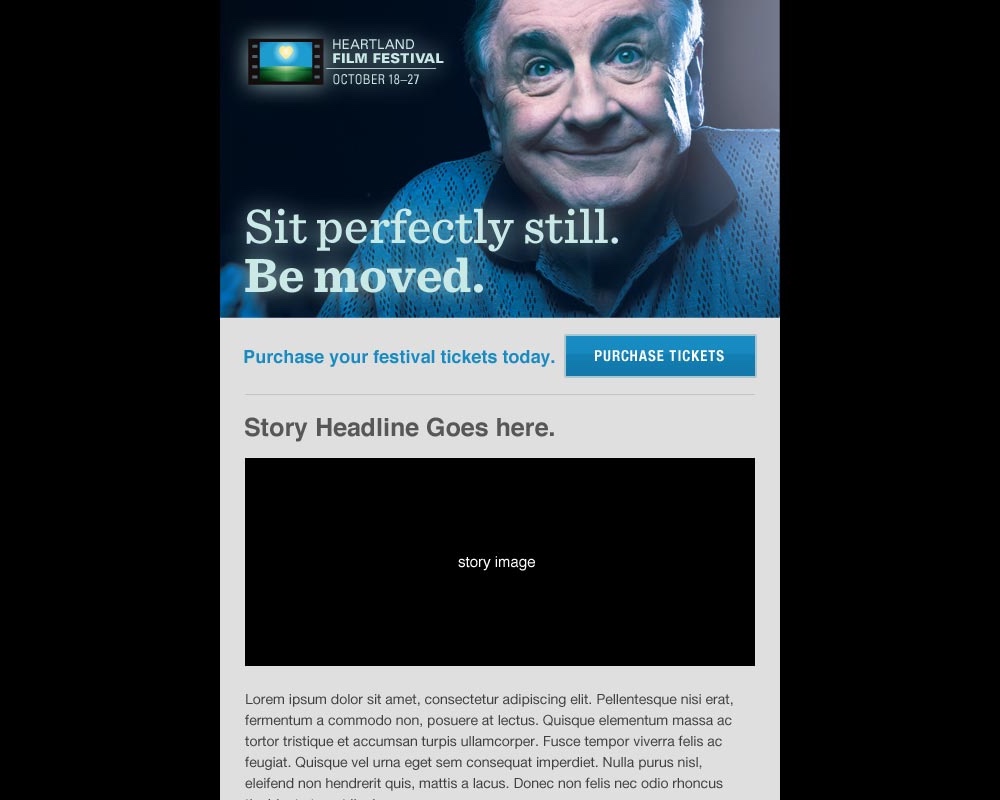 HEARTLAND
FILM FESTIVAL
OCTOBER 18–27
Sit perfectly still.
Be moved.
Purchase your festival tickets today.
PURCHASE TICKETS
Story Headline Goes here.
story image
Lorem ipsum dolor sit amet, consectetur adipiscing elit. Pellentesque nisi erat,
fermentum a commodo non, posuere at lectus. Quisque elementum massa ac
tortor tristique et accumsan turpis ullamcorper. Fusce tempor viverra felis ac
feugiat. Quisque vel urna eget sem consequat imperdiet. Nulla purus nisl,
eleifend non hendrerit quis, mattis a lacus. Donec non felis nec odio rhoncus